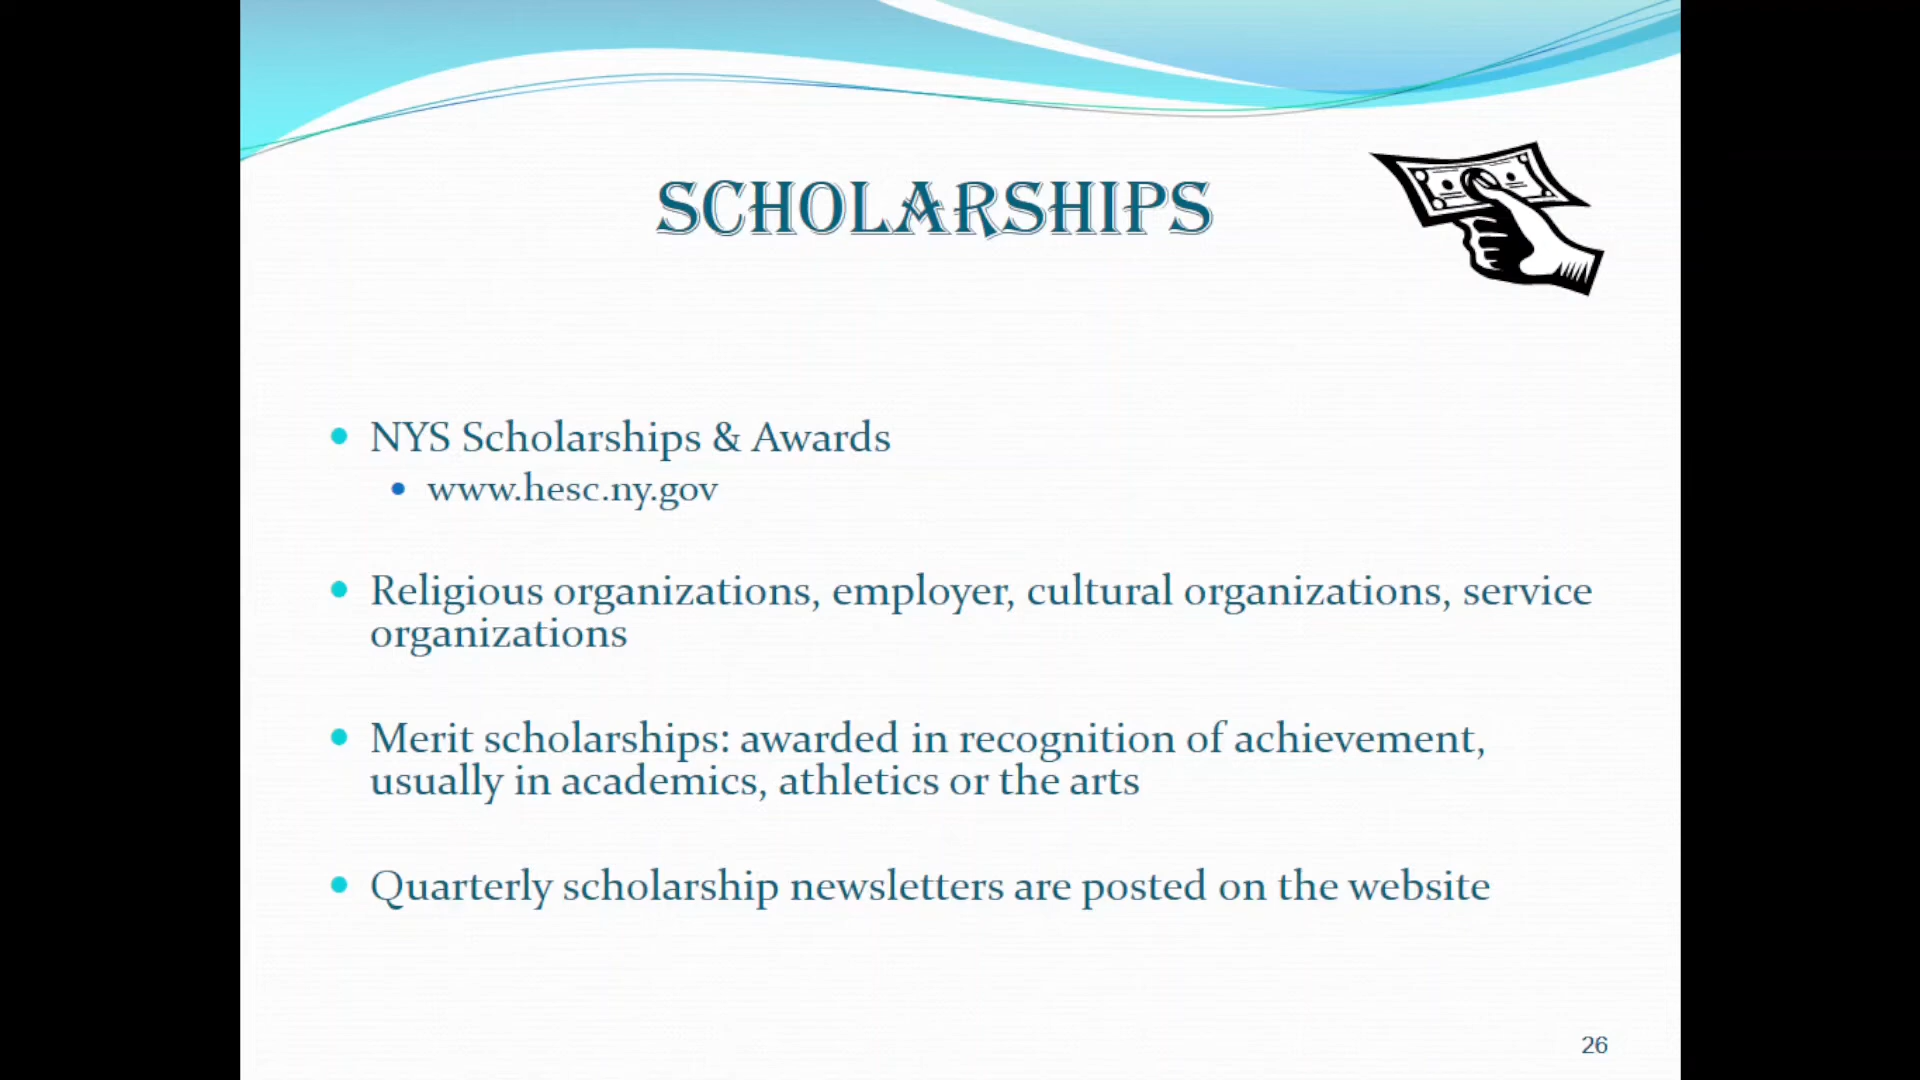 SCHOLARSHIPS
• NYS Scholarships & Awards
• www.hesc.ny.gov
• Religious organizations, employer, cultural organizations, service
organizations
• Merit scholarships: awarded in recognition of achievement,
usually in academics, athletics or the arts
• Quarterly scholarship newsletters are posted on the website
26